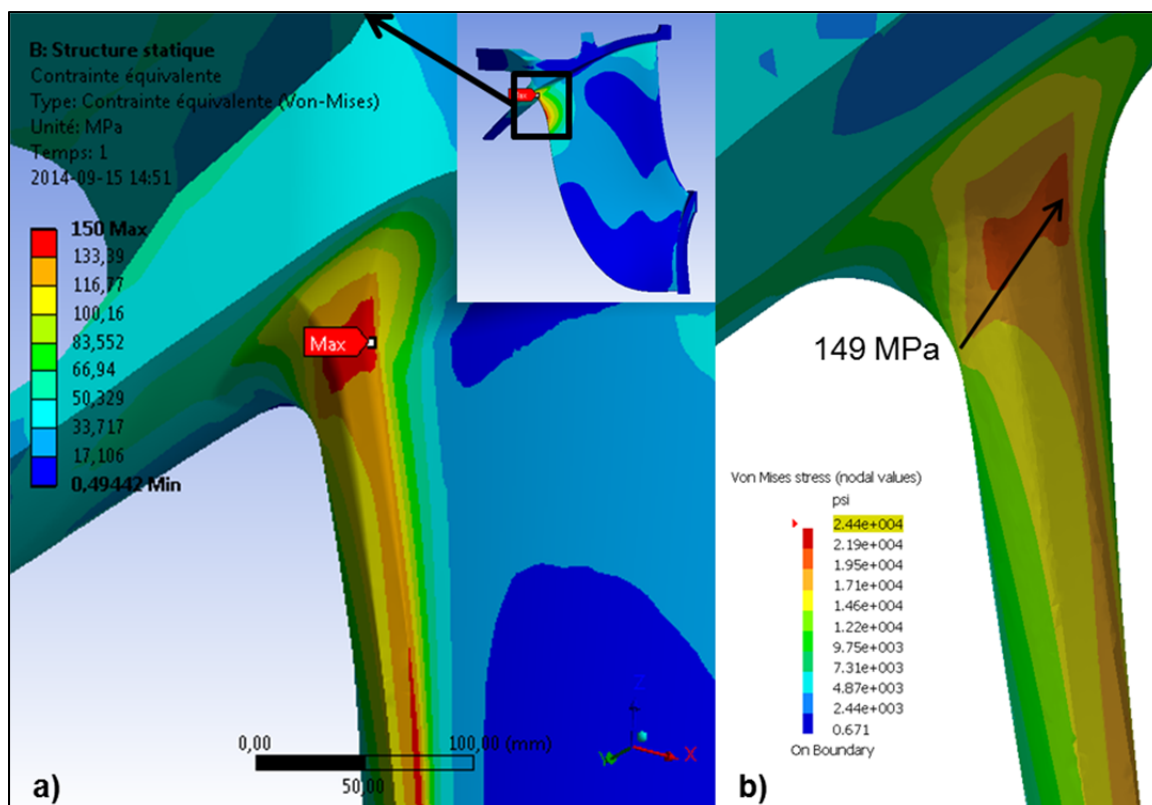 B: Structure statique
Contrainte équivalente
Type: Contrainte équivalente (Von-Mises)
Unité: MPa
Temps: 1
2014-09-15 14:51
150 Max
133,39
116,77
100,16
83,552
66,94
50,329
33,717
17,106
0,49442 Min
Max
Max
0,00
100,00 (mm)
50,00
Z
Y
X
a)
149 MPa
Von Mises stress (nodal values)
psi
2.44e+004
2.19e+004
1.95e+004
1.71e+004
1.46e+004
1.22e+004
9.75e+003
7.31e+003
4.87e+003
2.44e+003
0.671
On Boundary
b)